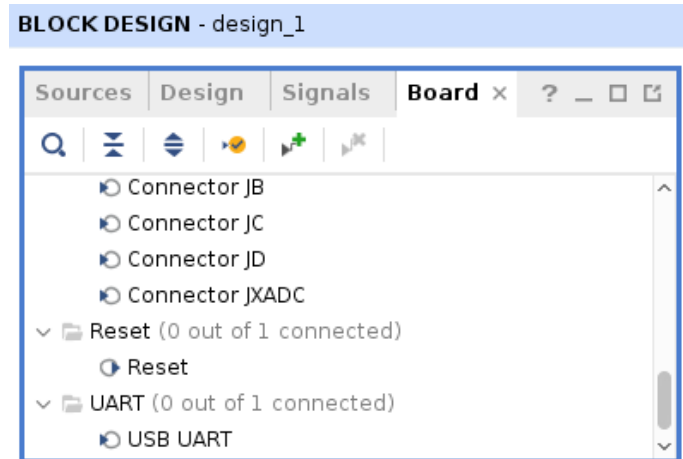 BLOCK DESIGN - design_1
Sources Design Signals Board × ? _
Connector JB
Connector JC
Connector JD
Connector JXADC
Reset (0 out of 1 connected)
Reset
UART (0 out of 1 connected)
USB UART